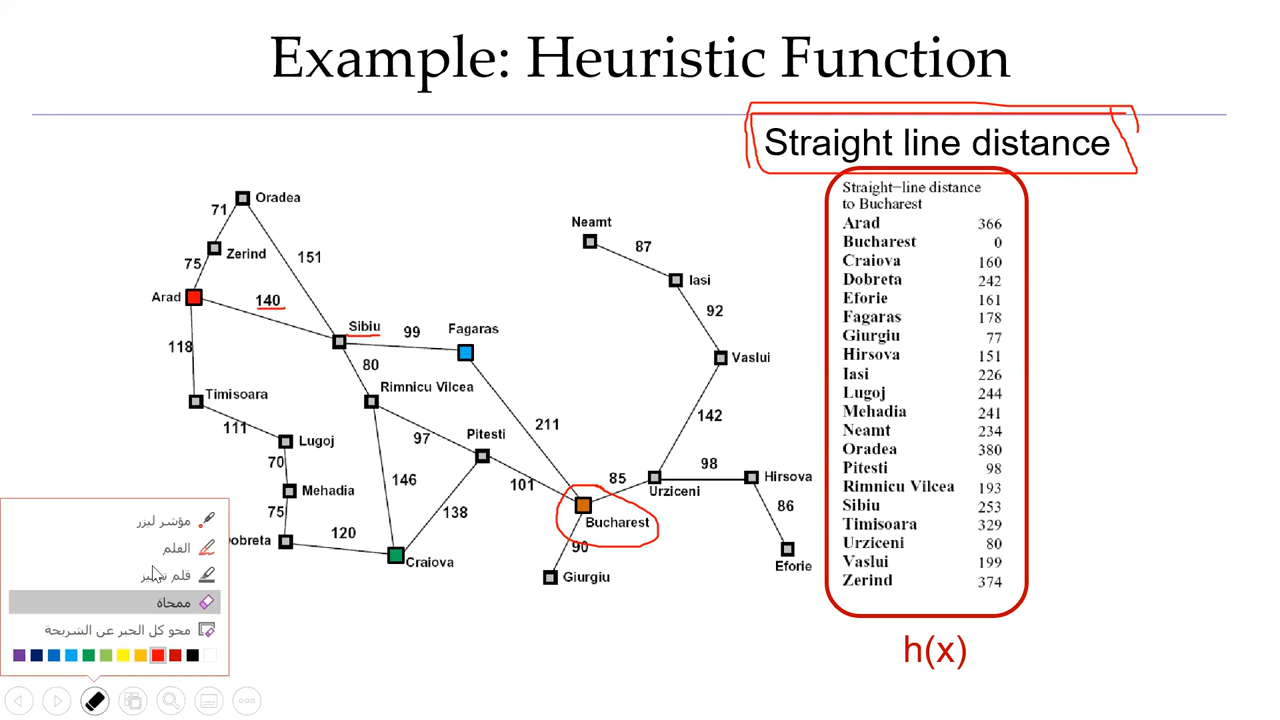 Example: Heuristic Function
Straight line distance
Straight-line distance
to Bucharest
Arad 366
Bucharest 0
Craiova 160
Dobreta 242
Eforie 161
Fagaras 178
Giurgiu 77
Hirsova 151
Iasi 226
Lugoj 244
Mehadia 241
Neamt 234
Oradea 380
Pitesti 98
Rimnicu Vilcea 193
Sibiu 253
Timisoara 329
Urziceni 80
Vaslui 199
Zerind 374
h(x)
Oradea
71
Zerind
151
75
Arad
140
Sibiu
99
Fagaras
118
80
Rimnicu Vilcea
Timisoara
111
Lugoj
70
Mehadia
75
120
Craiova
146
97
Pitesti
138
101
211
Neamt
87
Iasi
92
Vaslui
142
98
Hirsova
85
Urziceni
86
Bucharest
90
Giurgiu
Eforie
مؤشر ليزر
القلم
قلم
ممحاة
محو كل الحبر عن الشريحة